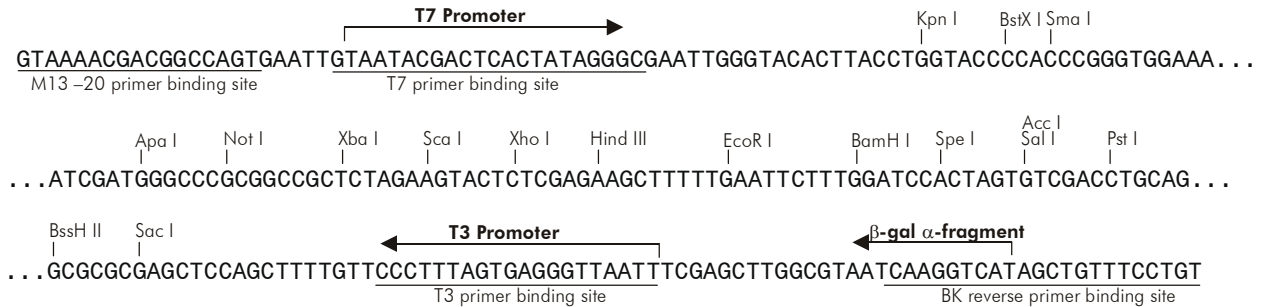 T7 Promoter
Kpn I BstX I Sma I
GTAAAACGACGGCCAGTGAATTGTAATACGACTCACTATAGGGCGAATTGGGTACACTTACCTGGTACCCCACCCGGGTGGAAA...
M13 –20 primer binding site T7 primer binding site
Acc I
Apa I Not I Xba I Sca I Xho I Hind III EcoR I BamH I Spe I Sal I Pst I
...ATCGATGGGCCCGCGGCCGCTCTAGAAGTACTCTCGAGAAGCTTTTTGAATTCTTTGGATCCACTAGTGTCGACCTGCAG...
BssH II Sac I T3 Promoter β-gal α-fragment
...GCGCGCGAGCTCCAGCTTTTGTTCCCTTTAGTGAGGGTTAATTTCGAGCTTGGCGTAATCAAGGTCATAGCTGTTTCCTGT
T3 primer binding site BK reverse primer binding site